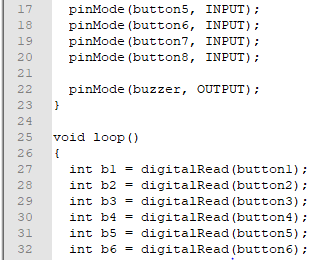 17 pinMode(button5, INPUT);
18 pinMode(button6, INPUT);
19 pinMode(button7, INPUT);
20 pinMode(button8, INPUT);
21
22 pinMode(buzzer, OUTPUT);
23 }
24
25 void loop()
26 {
27 int b1 = digitalRead(button1);
28 int b2 = digitalRead(button2);
29 int b3 = digitalRead(button3);
30 int b4 = digitalRead(button4);
31 int b5 = digitalRead(button5);
32 int b6 = digitalRead(button6);